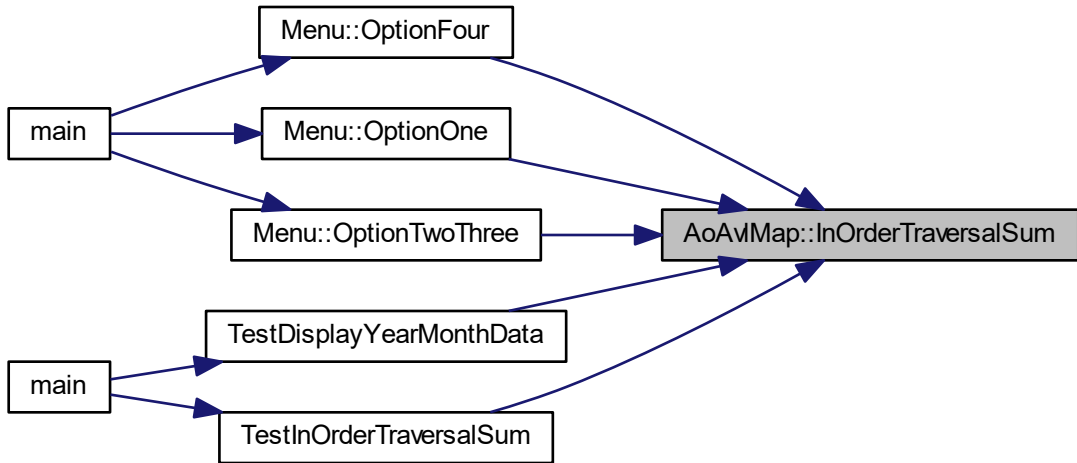 Menu::OptionFour
main
Menu::OptionOne
Menu::OptionTwoThree
AoAvlMap::InOrderTraversalSum
TestDisplayYearMonthData
main
TestInOrderTraversalSum